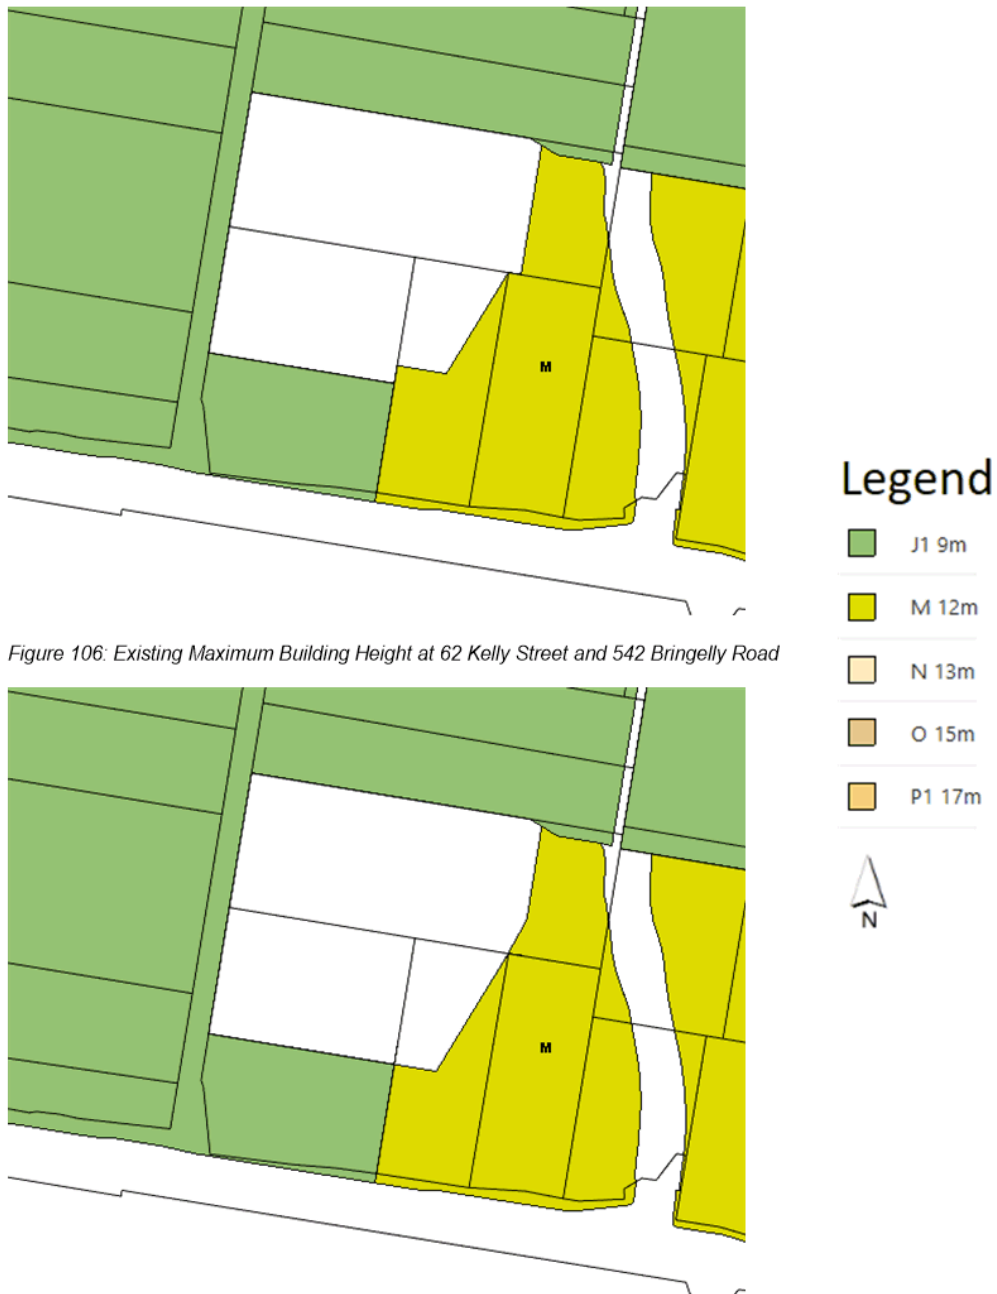 M
Legend
J1 9m
M 12m
N 13m
O 15m
P1 17m
N
Figure 106: Existing Maximum Building Height at 62 Kelly Street and 542 Bringelly Road
M